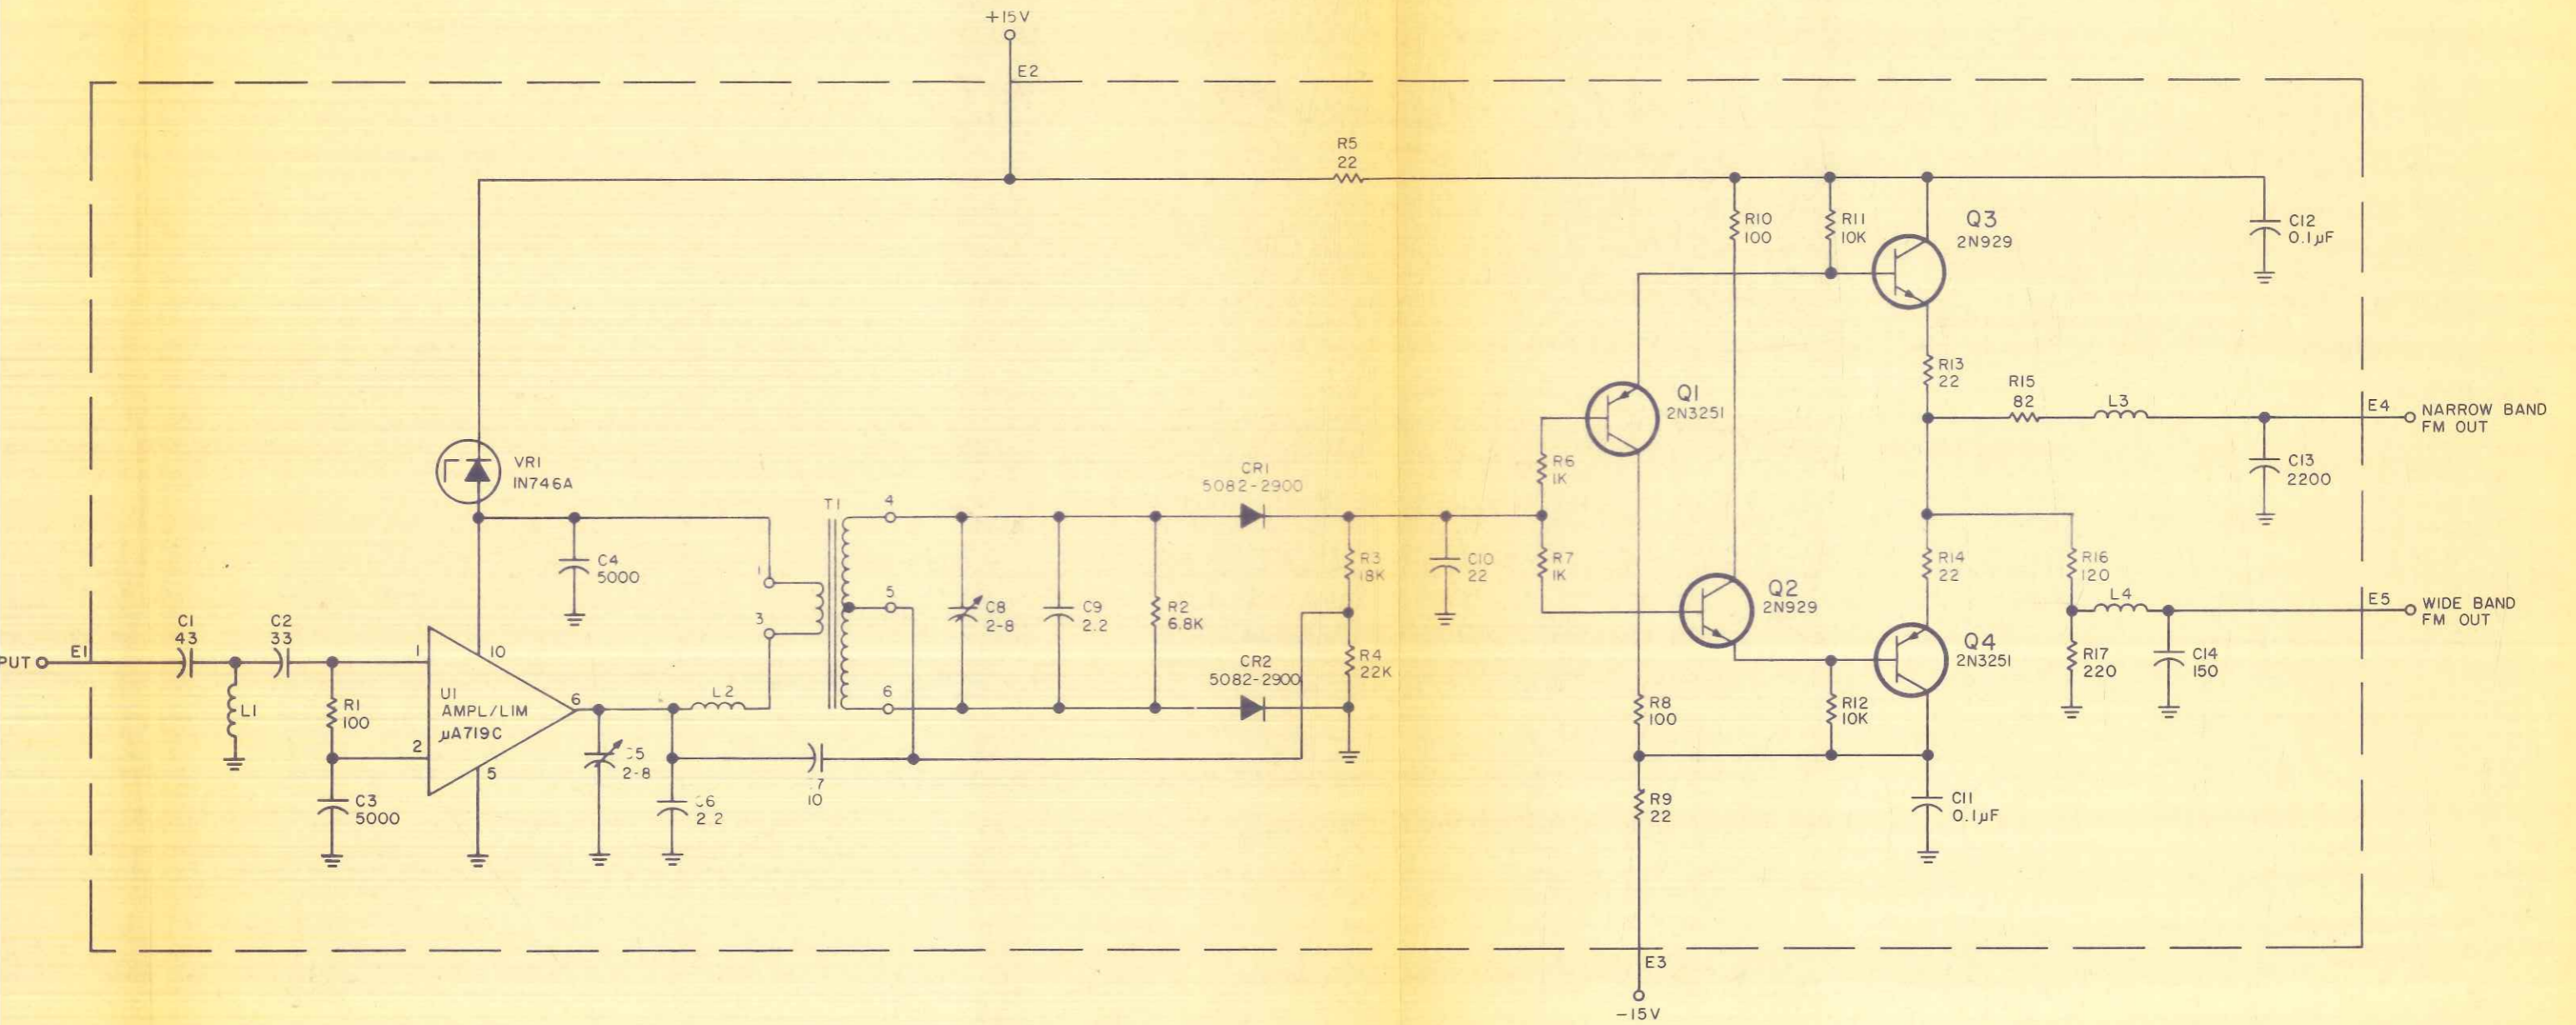 +15V
E2
R5
22
R10
100
R11
10K
Q3
2N929
C12
0.1µF
R13
22
R15
82
L3
E4
NARROW BAND
FM OUT
Q1
2N3251
C13
2200
VR1
IN746A
CR1
5082-2900
R6
1K
T1
4
C4
5000
1
5
3
6
C8
2-8
C9
2.2
R2
6.8K
R3
18K
C10
22
R7
1K
Q2
2N929
R14
22
R16
120
L4
E5
WIDE BAND
FM OUT
C1
43
C2
33
E1
PUT
1
10
L1
R1
100
U1
AMPL/LIM
µA719C
6
2
5
L2
CR2
5082-2900
R4
22K
R8
100
R12
10K
Q4
2N3251
R17
220
C14
150
C3
5000
5
2-8
6
2 2
7
10
R9
22
C11
0.1µF
E3
-15V